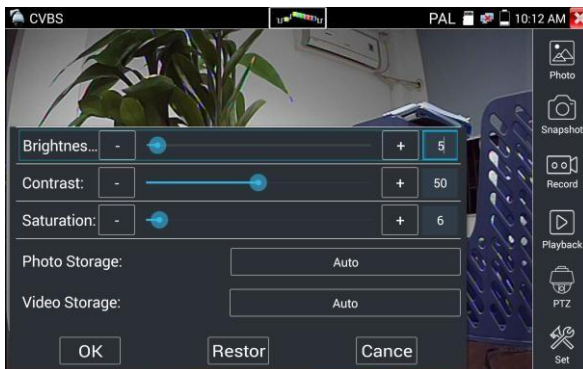 CVBS PAL 10:12 AM
Photo
Snapshot
Record
Playback
PTZ
Set
Brightnes... - + 5
Contrast: - + 50
Saturation: - + 6
Photo Storage: Auto
Video Storage: Auto
OK Restor Cance